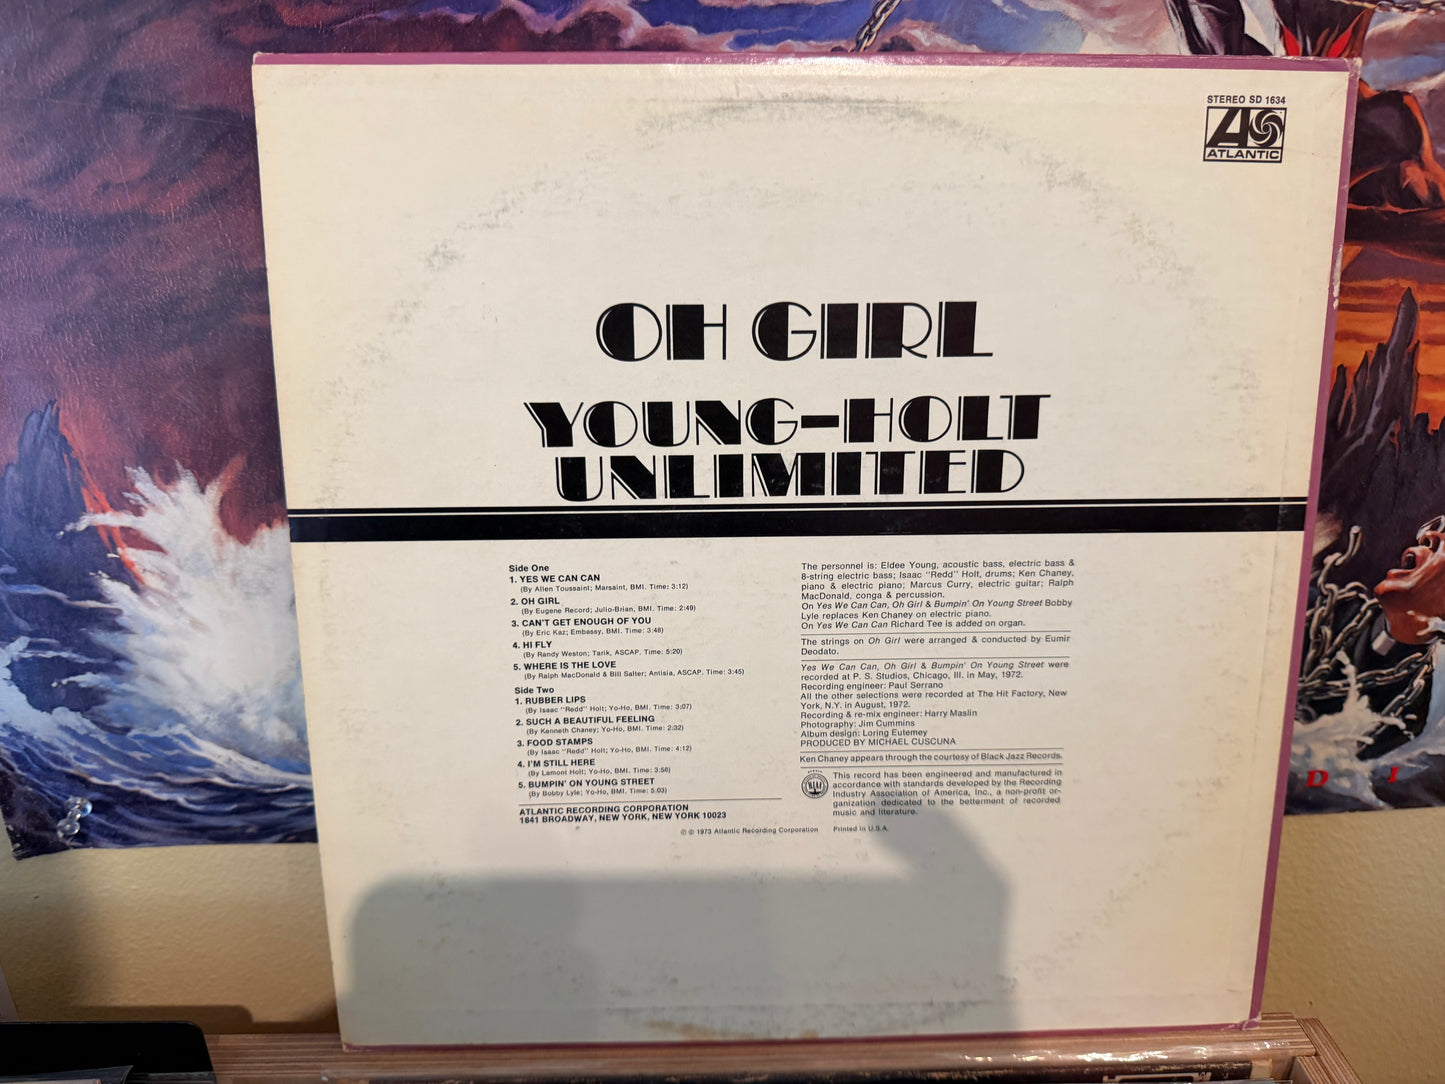 STEREO SD 1634
ATLANTIC
OH GIRL
YOUNG-HOLT
UNLIMITED
Side One
1. YES WE CAN CAN
(By Allen Toussaint; Marsaint, BMI. Time: 3:12)
2. OH GIRL
(By Eugene Record; Julio-Brian, BMI. Time: 2:49)
3. CAN'T GET ENOUGH OF YOU
(By Eric Kaz; Embassy, BMI. Time: 3:48)
4. HI FLY
(By Randy Weston; Tarik, ASCAP. Time: 5:20)
5. WHERE IS THE LOVE
(By Ralph MacDonald & Bill Salter; Antisia, ASCAP. Time: 3:45)
Side Two
1. RUBBER LIPS
(By Isaac "Redd" Holt; Yo-Ho, BMI. Time: 3:07)
2. SUCH A BEAUTIFUL FEELING
(By Kenneth Chaney; Yo-Ho, BMI. Time: 2:32)
3. FOOD STAMPS
(By Isaac "Redd" Holt; Yo-Ho, BMI. Time: 4:12)
4. I'M STILL HERE
(By Lamont Holt; Yo-Ho, BMI. Time: 3:56)
5. BUMPIN' ON YOUNG STREET
(By Bobby Lyle; Yo-Ho, BMI. Time: 5:03)
ATLANTIC RECORDING CORPORATION
1841 BROADWAY, NEW YORK, NEW YORK 10023
The personnel is: Eldee Young, acoustic bass, electric bass &
8-string electric bass; Isaac "Redd" Holt, drums; Ken Chaney,
piano & electric piano; Marcus Curry, electric guitar; Ralph
MacDonald, conga & percussion.
On Yes We Can Can, Oh Girl & Bumpin' On Young Street Bobby
Lyle replaces Ken Chaney on electric piano.
On Yes We Can Can Richard Tee is added on organ.
The strings on Oh Girl were arranged & conducted by Eumir
Deodato.
Yes We Can Can, Oh Girl & Bumpin' On Young Street were
recorded at P. S. Studios, Chicago, Ill. in May, 1972.
Recording engineer: Paul Serrano
All the other selections were recorded at The Hit Factory, New
York, N.Y. in August, 1972.
Recording & re-mix engineer: Harry Maslin
Photography: Jim Cummins
Album design: Loring Eutemey
PRODUCED BY MICHAEL CUSCUNA
Ken Chaney appears through the courtesy of Black Jazz Records.
This record has been engineered and manufactured in
accordance with standards developed by the Recording
Industry Association of America, Inc., a non-profit or-
ganization dedicated to the betterment of recorded
music and literature.
© ℗ 1973 Atlantic Recording Corporation Printed in U.S.A.
D I